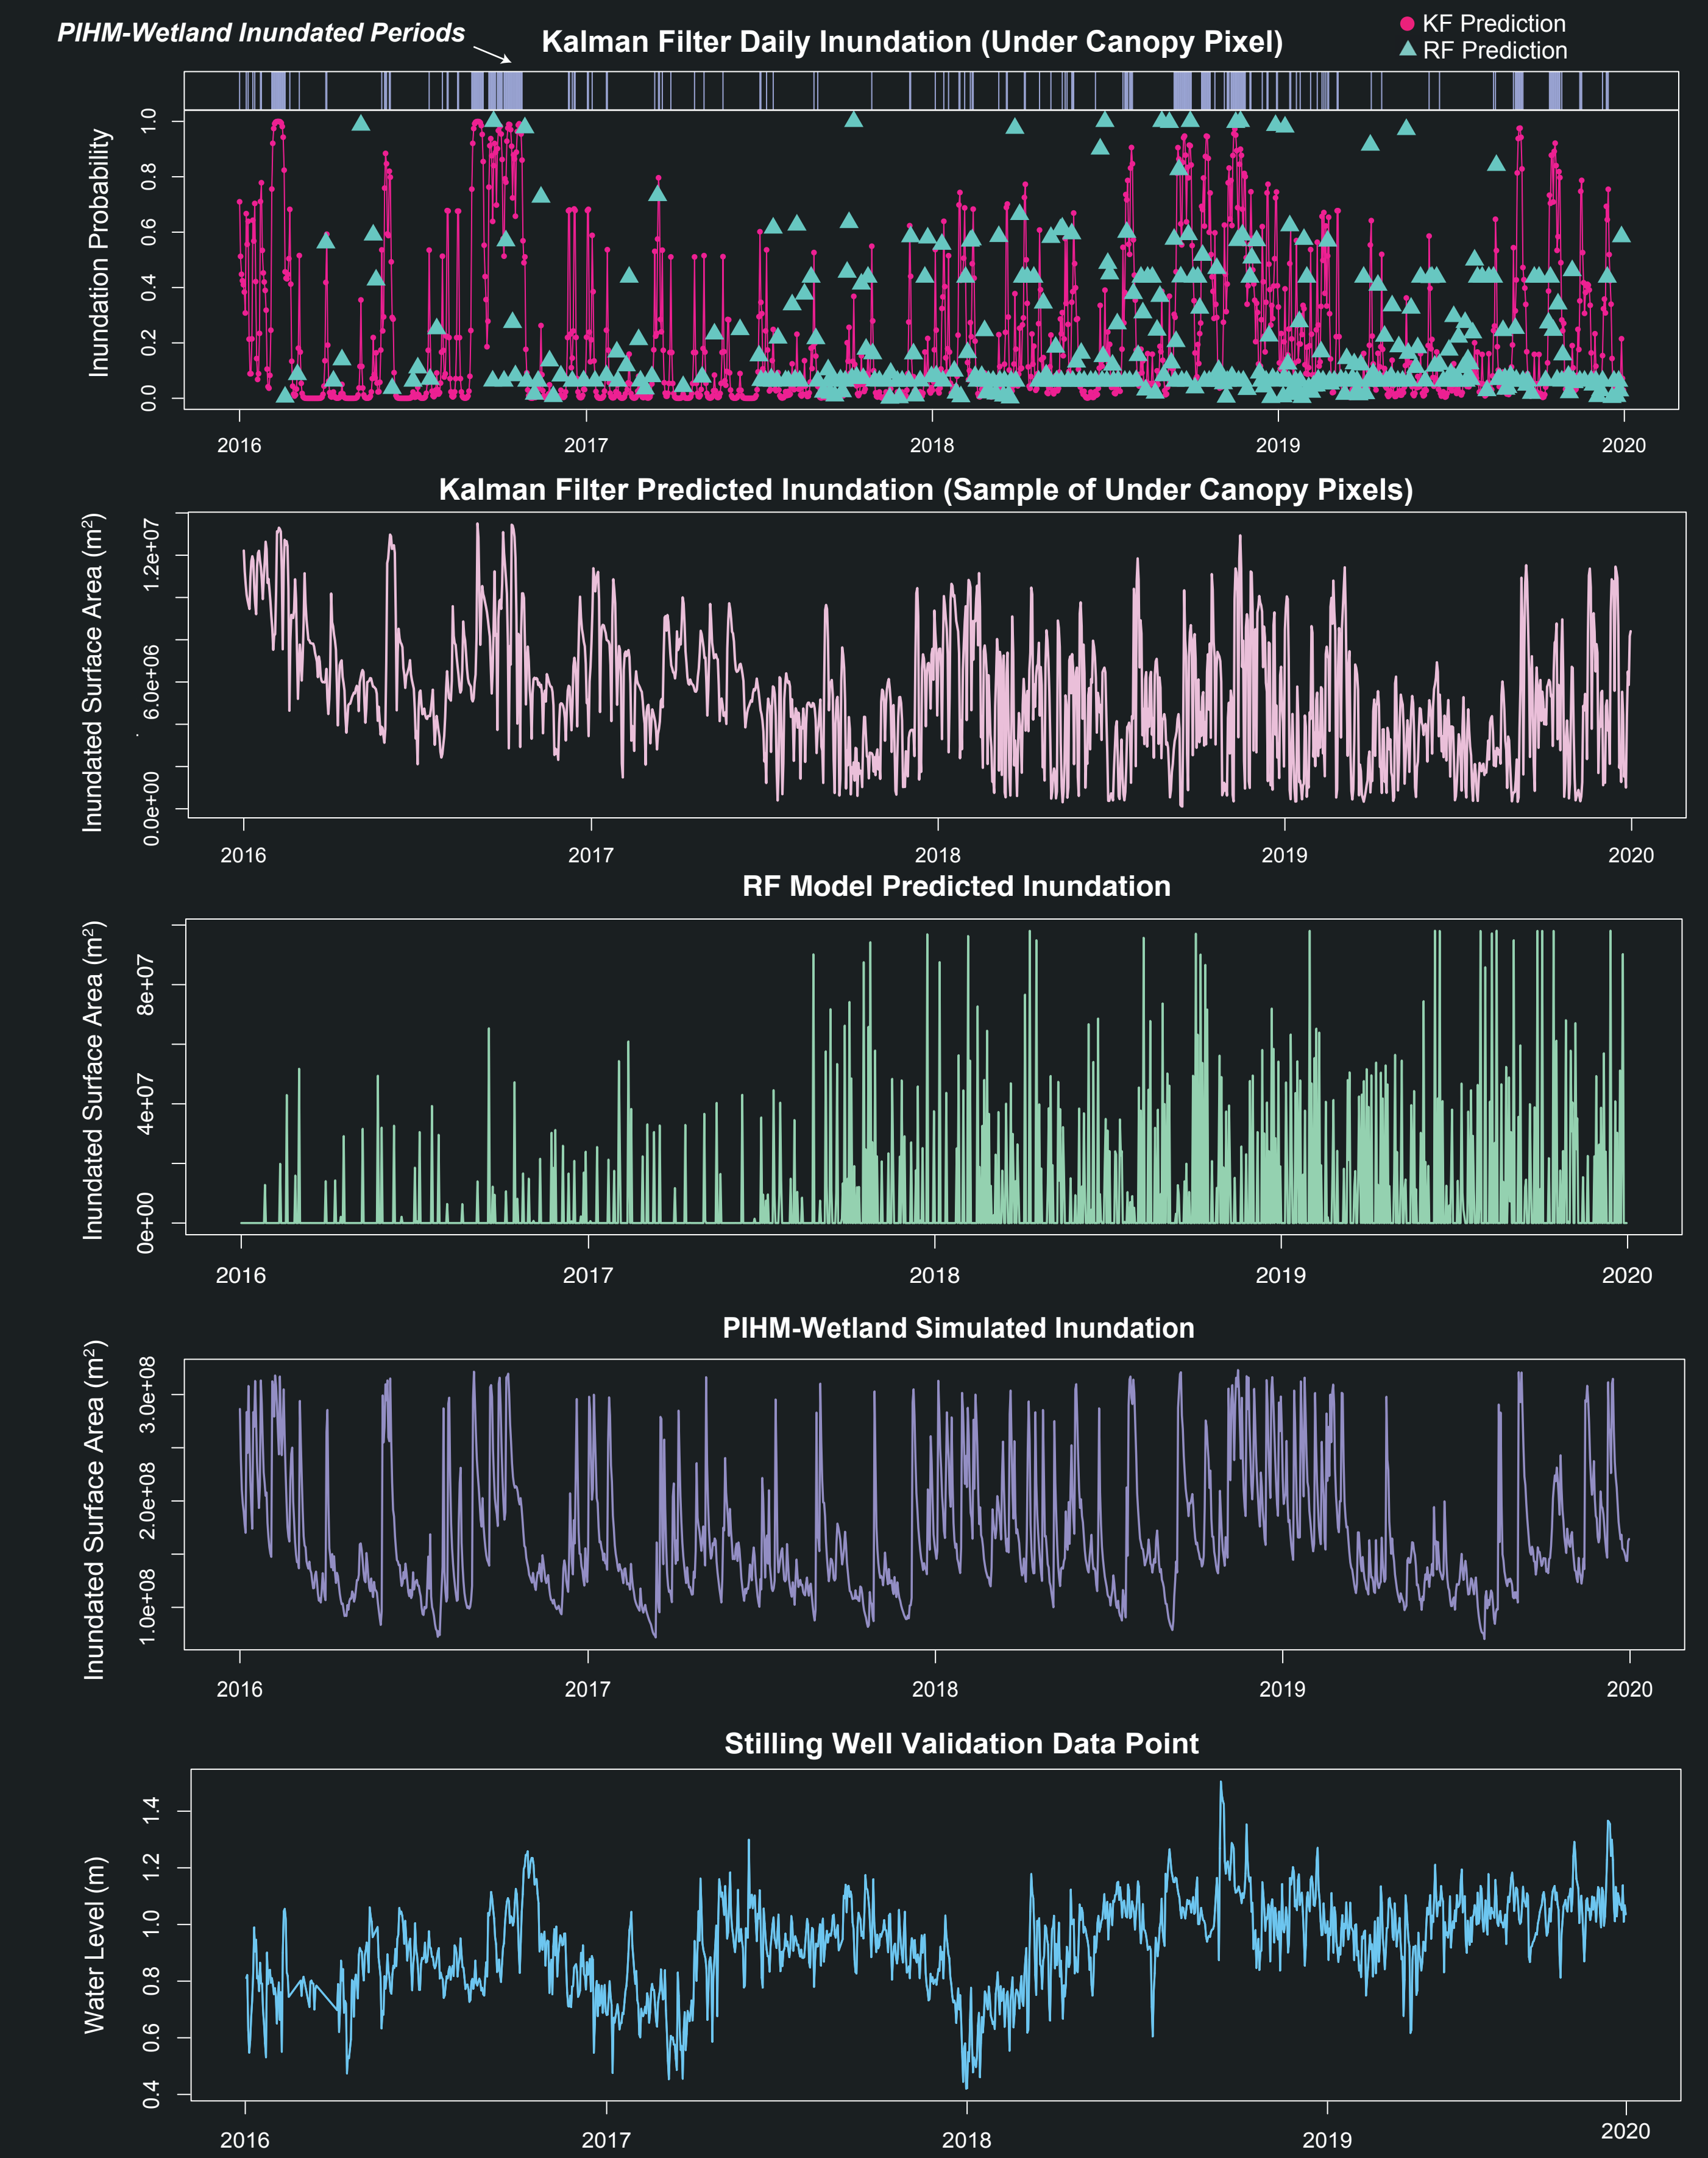 PIHM-Wetland Inundated Periods
KF Prediction
RF Prediction
Kalman Filter Daily Inundation (Under Canopy Pixel)
Inundation Probability
1.0
0.8
0.6
0.4
0.2
0.0
2016 2017 2018 2019 2020
Kalman Filter Predicted Inundation (Sample of Under Canopy Pixels)
Inundated Surface Area (m²)
1.2e+07
6.0e+06
0.0e+00
2016 2017 2018 2019 2020
RF Model Predicted Inundation
Inundated Surface Area (m²)
8e+07
4e+07
0e+00
2016 2017 2018 2019 2020
PIHM-Wetland Simulated Inundation
Inundated Surface Area (m²)
3.0e+08
2.0e+08
1.0e+08
2016 2017 2018 2019 2020
Stilling Well Validation Data Point
Water Level (m)
1.4
1.2
1.0
0.8
0.6
0.4
2016 2017 2018 2019 2020